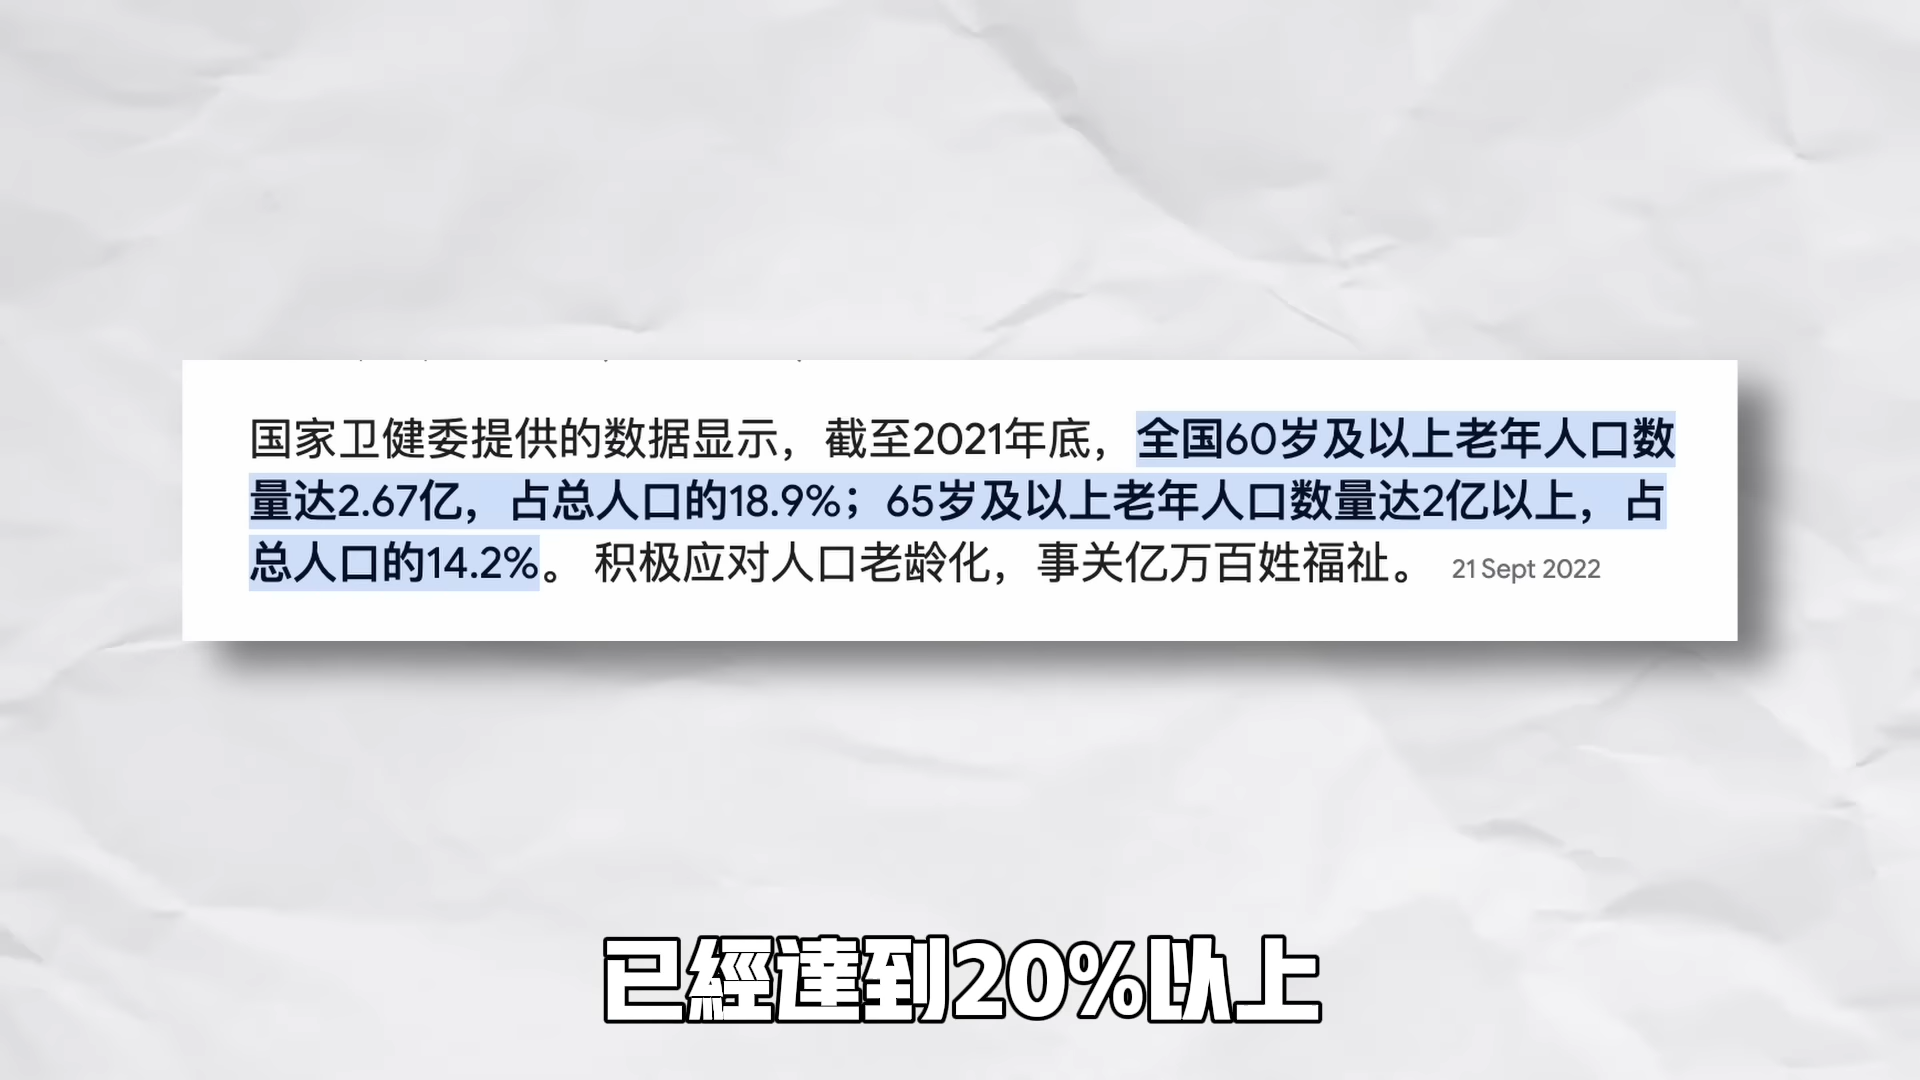 国家卫健委提供的数据显示，截至2021年底，全国60岁及以上老年人口数
量达2.67亿，占总人口的18.9%；65岁及以上老年人口数量达2亿以上，占
总人口的14.2%。 积极应对人口老龄化，事关亿万百姓福祉。 21 Sept 2022
已經達到20%以上